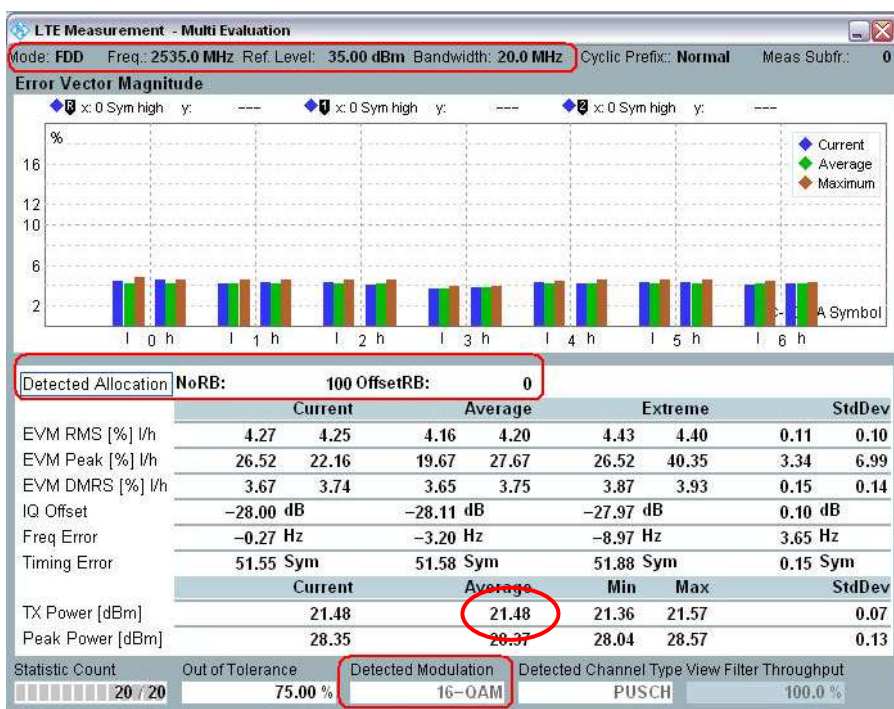 LTE Measurement - Multi Evaluation
Mode: FDD Freq.: 2535.0 MHz Ref. Level: 35.00 dBm Bandwidth: 20.0 MHz Cyclic Prefix:: Normal Meas Subfr.: 0
Error Vector Magnitude
x: 0 Sym high y: --- 1 x: 0 Sym high y: --- 2 x: 0 Sym high y: ---
%
Current
16 Average
Maximum
12
10
6
2 A Symbol
l 0 h l 1 h l 2 h l 3 h l 4 h l 5 h l 6 h
Detected Allocation NoRB: 100 OffsetRB: 0
Current Average Extreme StdDev
EVM RMS [%] l/h 4.27 4.25 4.16 4.20 4.43 4.40 0.11 0.10
EVM Peak [%] l/h 26.52 22.16 19.67 27.67 26.52 40.35 3.34 6.99
EVM DMRS [%] l/h 3.67 3.74 3.65 3.75 3.87 3.93 0.15 0.14
IQ Offset -28.00 dB -28.11 dB -27.97 dB 0.10 dB
Freq Error -0.27 Hz -3.20 Hz -8.97 Hz 3.65 Hz
Timing Error 51.55 Sym 51.58 Sym 51.88 Sym 0.15 Sym
Current Average Min Max StdDev
TX Power [dBm] 21.48 21.48 21.36 21.57 0.07
Peak Power [dBm] 28.35 28.37 28.04 28.57 0.13
Statistic Count Out of Tolerance Detected Modulation Detected Channel Type View Filter Throughput
20 / 20 75.00 % 16-QAM PUSCH 100.0 %